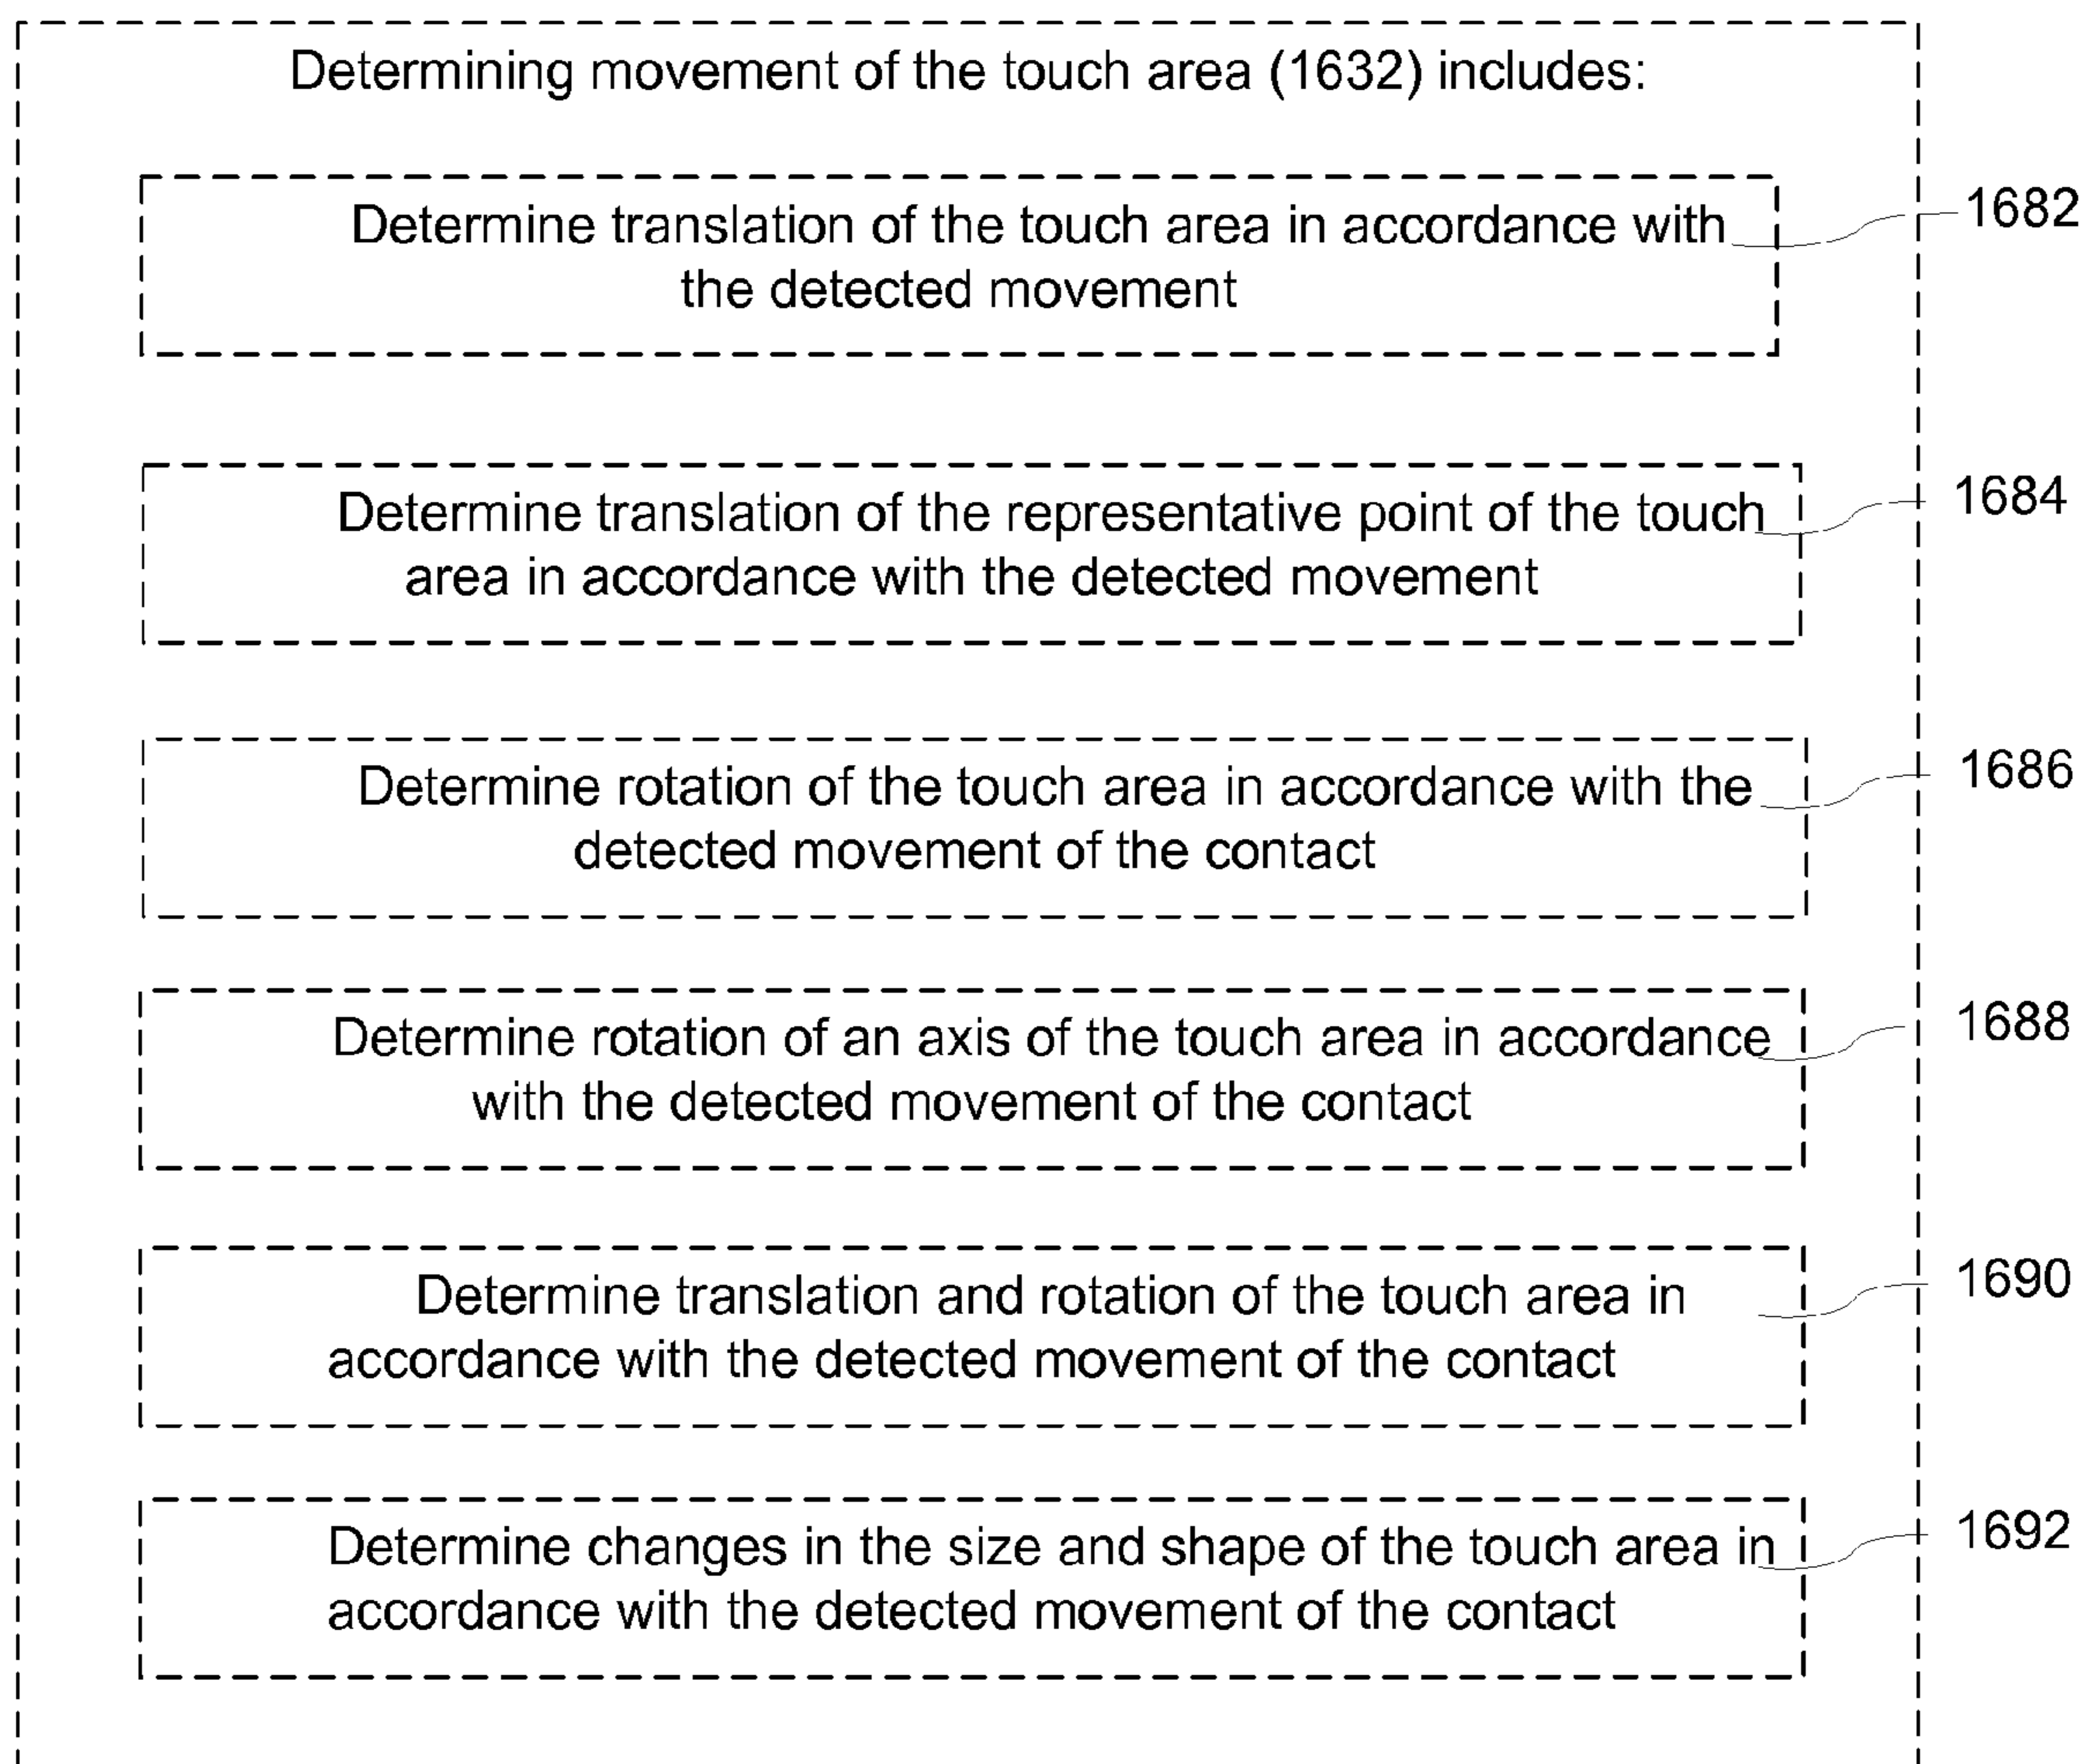 Determining movement of the touch area (1632) includes:
Determine translation of the touch area in accordance with
the detected movement
1682
Determine translation of the representative point of the touch
area in accordance with the detected movement
1684
Determine rotation of the touch area in accordance with the
detected movement of the contact
1686
Determine rotation of an axis of the touch area in accordance
with the detected movement of the contact
1688
Determine translation and rotation of the touch area in
accordance with the detected movement of the contact
1690
Determine changes in the size and shape of the touch area in
accordance with the detected movement of the contact
1692